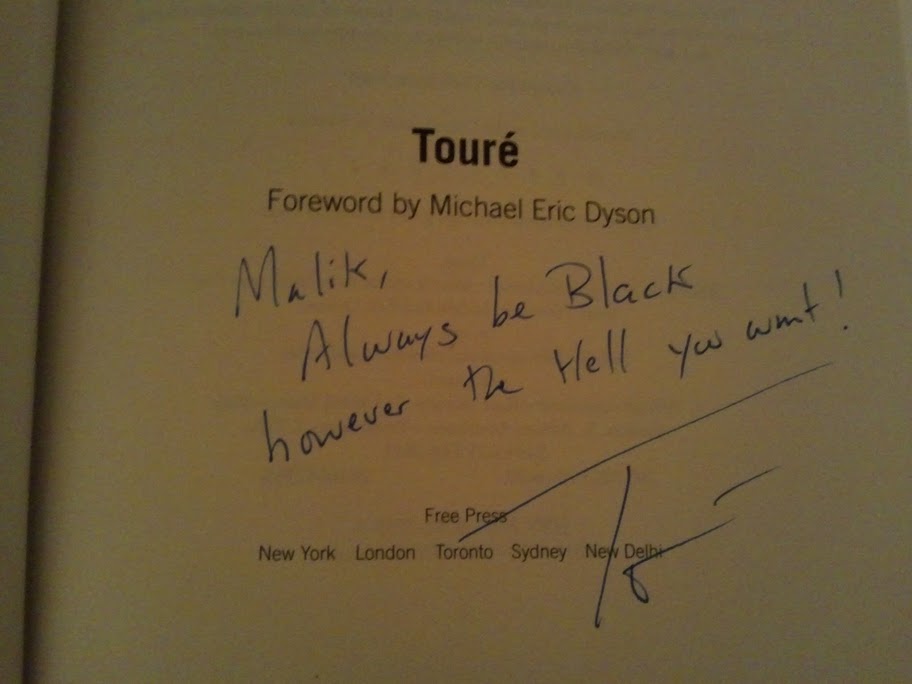 Touré
Foreword by Michael Eric Dyson
Malik,
Always be Black
however the Hell you want!
Free Press
New York London Toronto Sydney New Delhi